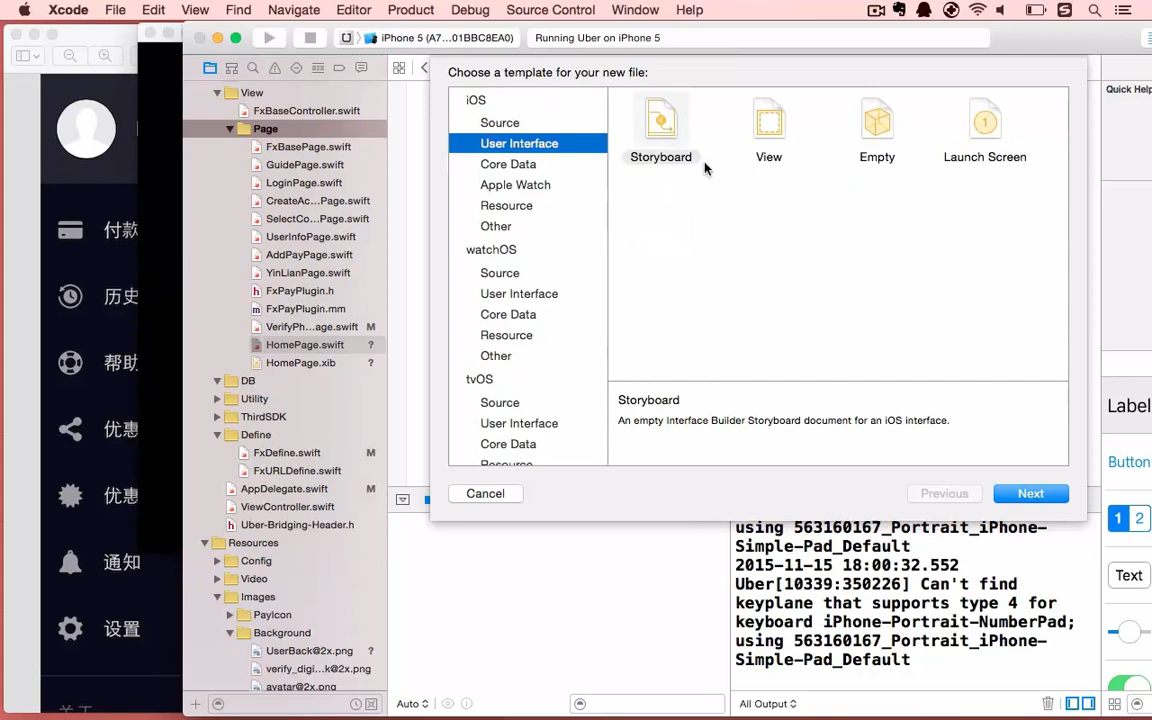 Xcode File Edit View Find Navigate Editor Product Debug Source Control Window Help
iPhone 5 (A7...01BBC8EA0)
Running Uber on iPhone 5
Choose a template for your new file:
Quick Help
View
FxBaseController.swift
Page
FxBasePage.swift
GuidePage.swift
LoginPage.swift
CreateAc...Page.swift
SelectCo...Page.swift
UserInfoPage.swift
AddPayPage.swift
YinLianPage.swift
FxPayPlugin.h
FxPayPlugin.mm
VerifyPh...age.swift M
HomePage.swift ?
HomePage.xib ?
DB
Utility
ThirdSDK
Define
FxDefine.swift M
FxURLDefine.swift
AppDelegate.swift M
ViewController.swift
Uber-Bridging-Header.h
Resources
Config
Video
Images
PayIcon
Background
UserBack@2x.png ?
verify_digi...k@2x.png
avatar@2x.png
付款
历史
帮助
优惠
优惠
通知
设置
关于
iOS
Source
User Interface
Core Data
Apple Watch
Resource
Other
watchOS
Source
User Interface
Core Data
Resource
Other
tvOS
Source
User Interface
Core Data
Resource
Storyboard
View
Empty
1
Launch Screen
Storyboard
An empty Interface Builder Storyboard document for an iOS interface.
Cancel
Previous
Next
using 563160167_Portrait_iPhone-
Simple-Pad_Default
2015-11-15 18:00:32.552
Uber[10339:350226] Can't find
keyplane that supports type 4 for
keyboard iPhone-Portrait-NumberPad;
using 563160167_Portrait_iPhone-
Simple-Pad_Default
Auto
All Output
Label
Button
1 2
Text